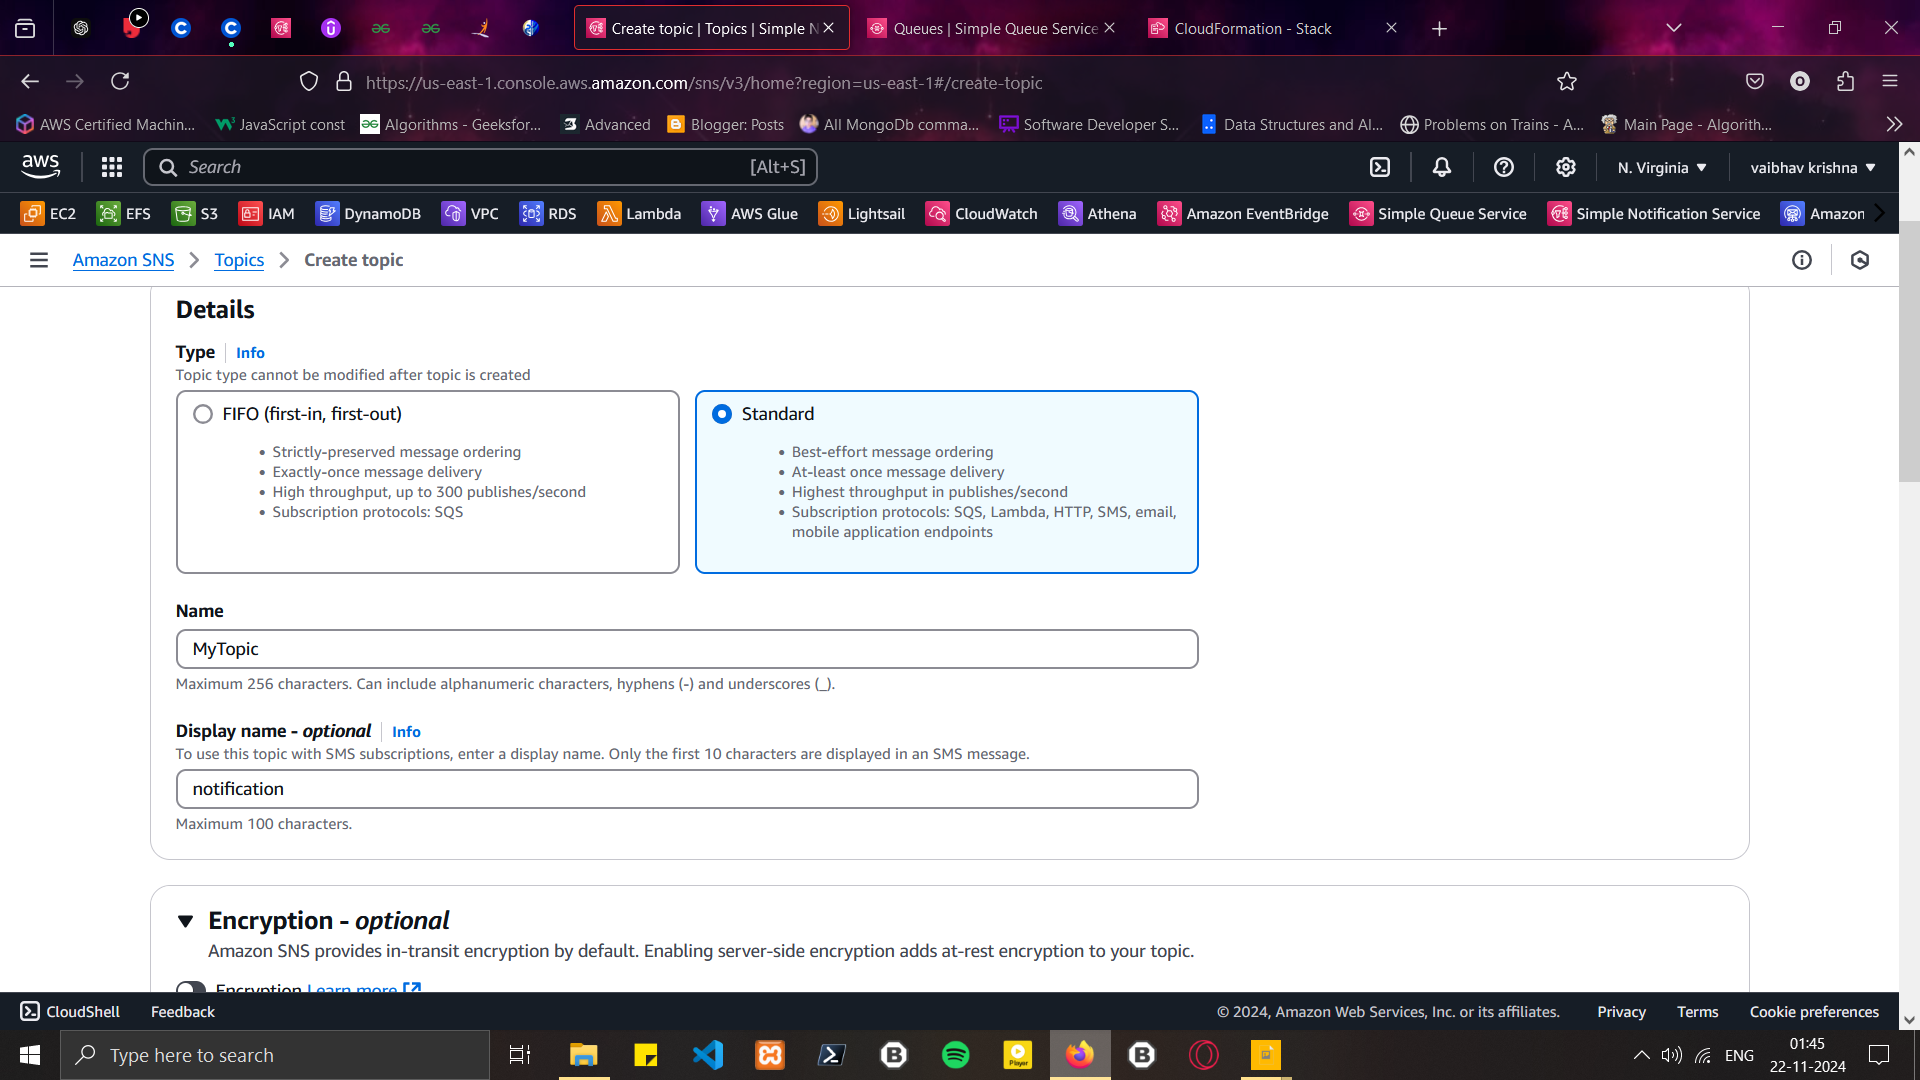 Create topic | Topics | Simple N
Queues | Simple Queue Service
CloudFormation - Stack
https://us-east-1.console.aws.amazon.com/sns/v3/home?region=us-east-1#/create-topic
AWS Certified Machin...
JavaScript const
Algorithms - Geeksfor...
Advanced
Blogger: Posts
All MongoDb comma...
Software Developer S...
Data Structures and Al...
Problems on Trains - A...
Main Page - Algorith...
aws
Search
[Alt+S]
N. Virginia
vaibhav krishna
EC2
EFS
S3
IAM
DynamoDB
VPC
RDS
Lambda
AWS Glue
Lightsail
CloudWatch
Athena
Amazon EventBridge
Simple Queue Service
Simple Notification Service
Amazon
Amazon SNS > Topics > Create topic
Details
Type | Info
Topic type cannot be modified after topic is created
FIFO (first-in, first-out)
• Strictly-preserved message ordering
• Exactly-once message delivery
• High throughput, up to 300 publishes/second
• Subscription protocols: SQS
Standard
• Best-effort message ordering
• At-least once message delivery
• Highest throughput in publishes/second
• Subscription protocols: SQS, Lambda, HTTP, SMS, email,
mobile application endpoints
Name
MyTopic
Maximum 256 characters. Can include alphanumeric characters, hyphens (-) and underscores (_).
Display name - optional | Info
To use this topic with SMS subscriptions, enter a display name. Only the first 10 characters are displayed in an SMS message.
notification
Maximum 100 characters.
Encryption - optional
Amazon SNS provides in-transit encryption by default. Enabling server-side encryption adds at-rest encryption to your topic.
Encryption Learn more
CloudShell
Feedback
© 2024, Amazon Web Services, Inc. or its affiliates.
Privacy
Terms
Cookie preferences
Type here to search
Player
ENG
01:45
22-11-2024